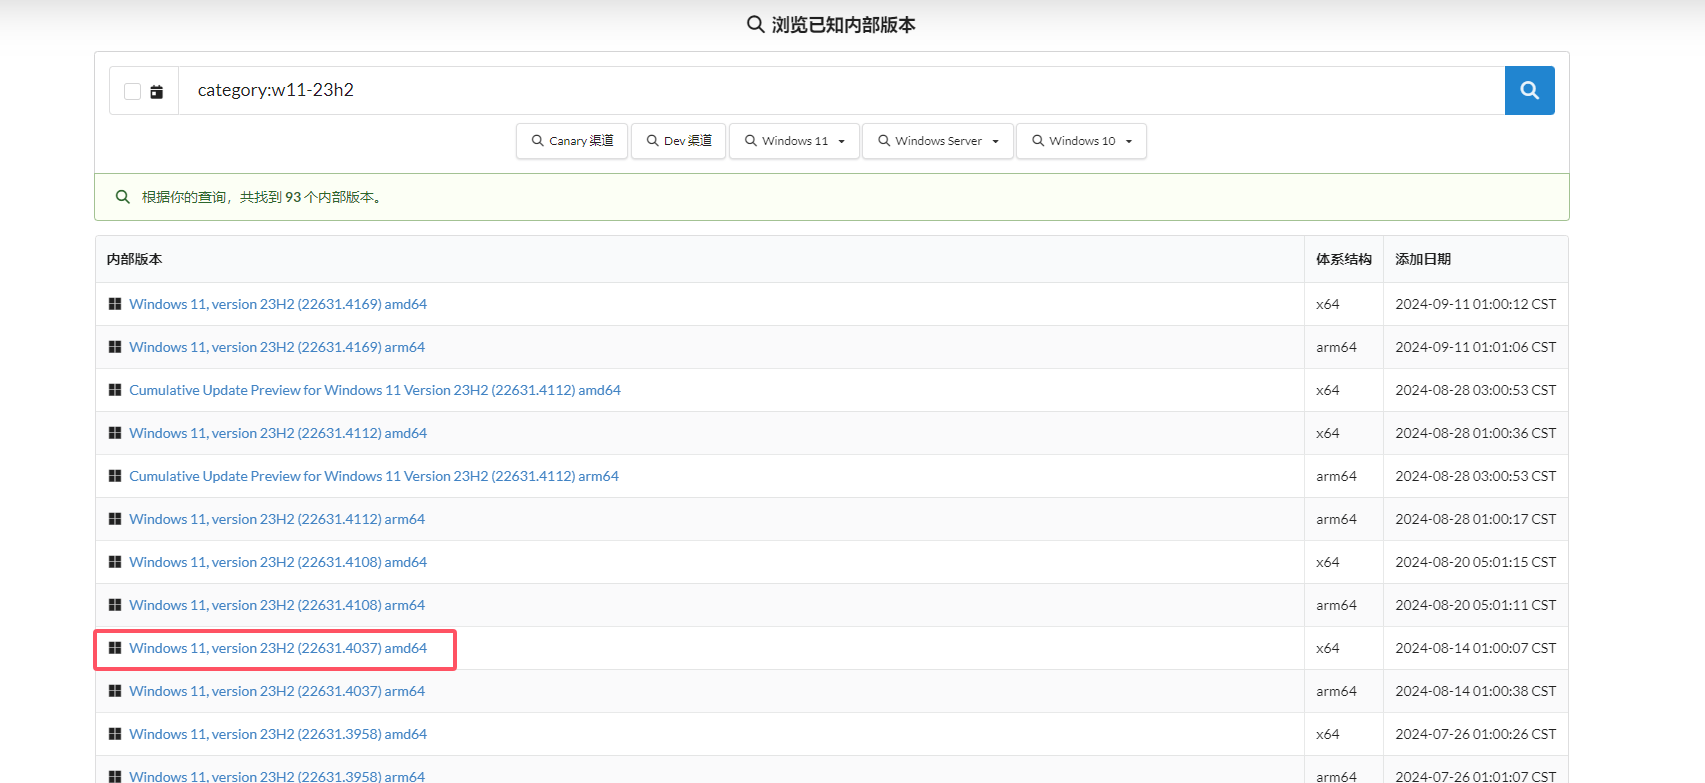 浏览已知内部版本
category:w11-23h2
Canary 渠道 Dev 渠道 Windows 11 Windows Server Windows 10
根据你的查询，共找到 93 个内部版本。
内部版本 体系结构 添加日期
Windows 11, version 23H2 (22631.4169) amd64 x64 2024-09-11 01:00:12 CST
Windows 11, version 23H2 (22631.4169) arm64 arm64 2024-09-11 01:01:06 CST
Cumulative Update Preview for Windows 11 Version 23H2 (22631.4112) amd64 x64 2024-08-28 03:00:53 CST
Windows 11, version 23H2 (22631.4112) amd64 x64 2024-08-28 01:00:36 CST
Cumulative Update Preview for Windows 11 Version 23H2 (22631.4112) arm64 arm64 2024-08-28 03:00:53 CST
Windows 11, version 23H2 (22631.4112) arm64 arm64 2024-08-28 01:00:17 CST
Windows 11, version 23H2 (22631.4108) amd64 x64 2024-08-20 05:01:15 CST
Windows 11, version 23H2 (22631.4108) arm64 arm64 2024-08-20 05:01:11 CST
Windows 11, version 23H2 (22631.4037) amd64 x64 2024-08-14 01:00:07 CST
Windows 11, version 23H2 (22631.4037) arm64 arm64 2024-08-14 01:00:38 CST
Windows 11, version 23H2 (22631.3958) amd64 x64 2024-07-26 01:00:26 CST
Windows 11, version 23H2 (22631.3958) arm64 arm64 2024-07-26 01:01:07 CST